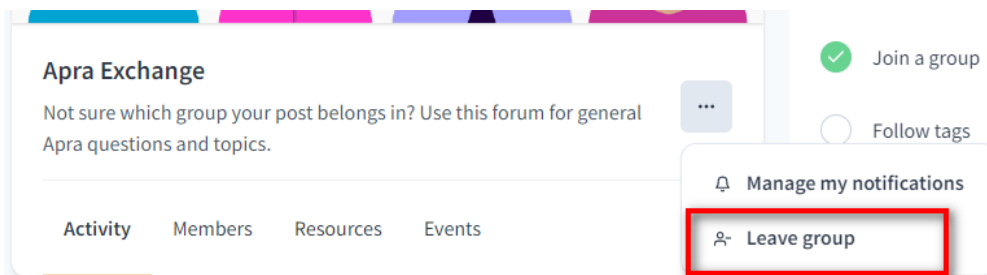 Apra Exchange
Not sure which group your post belongs in? Use this forum for general
Apra questions and topics.
...
Activity
Members
Resources
Events
Join a group
Follow tags
Manage my notifications
Leave group